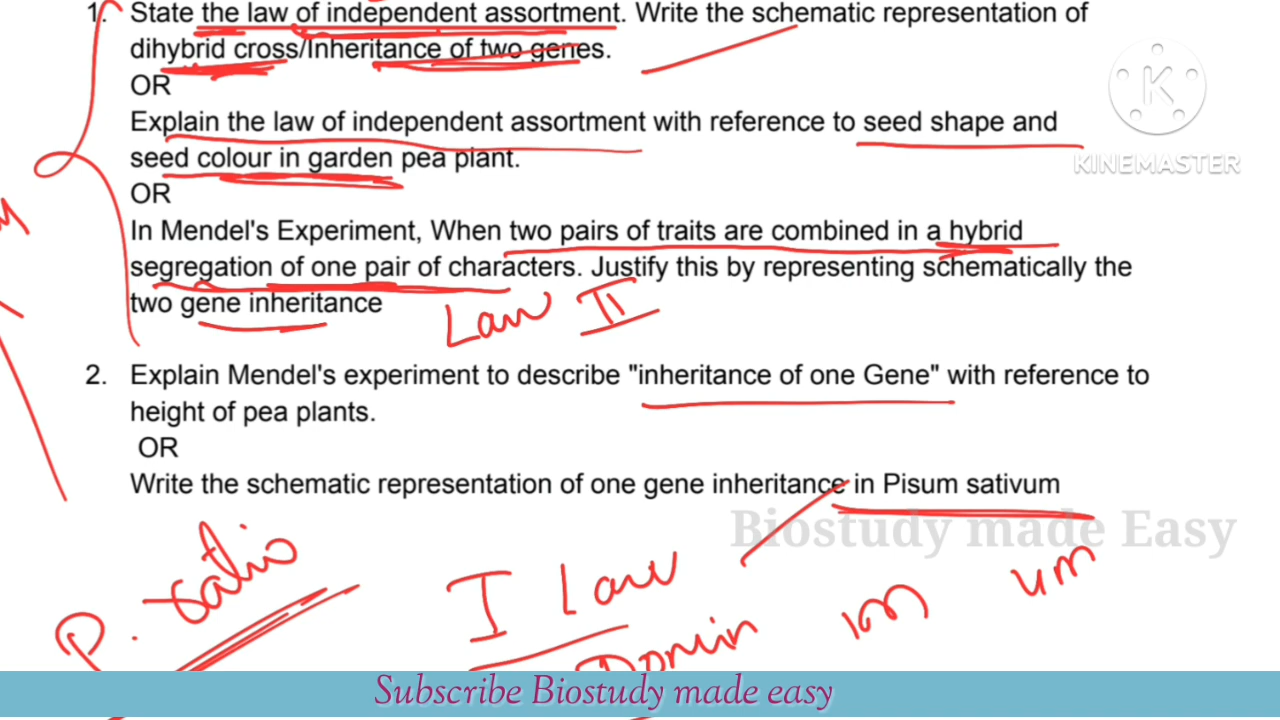 1. State the law of independent assortment. Write the schematic representation of
dihybrid cross/Inheritance of two genes.
OR
Explain the law of independent assortment with reference to seed shape and
seed colour in garden pea plant.
OR
In Mendel's Experiment, When two pairs of traits are combined in a hybrid
segregation of one pair of characters. Justify this by representing schematically the
two gene inheritance
Law II
2. Explain Mendel's experiment to describe "inheritance of one Gene" with reference to
height of pea plants.
OR
Write the schematic representation of one gene inheritance in Pisum sativum
P. ratio
I Law
Domin
K
KINEMASTER
Biostudy made Easy
Subscribe Biostudy made easy